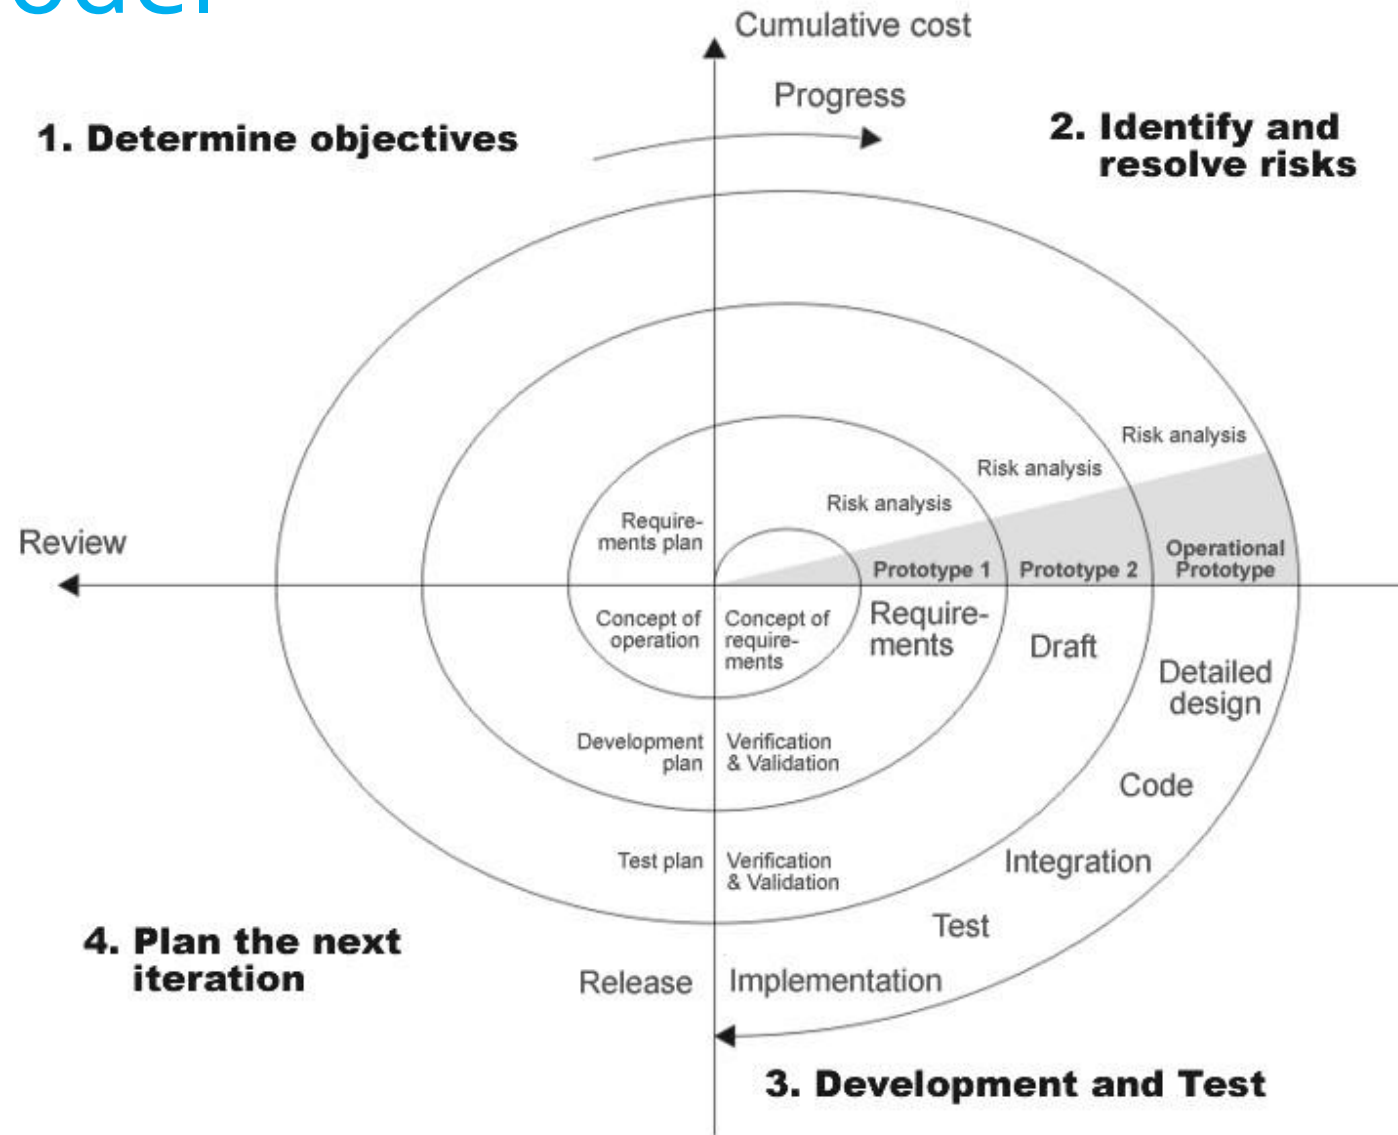 Cumulative cost
Progress
1. Determine objectives
2. Identify and
resolve risks
Risk analysis
Risk analysis
Risk analysis
Require-
ments plan
Review
Operational
Prototype
Prototype 1
Prototype 2
Concept of
operation
Concept of
require-
ments
Require-
ments
Draft
Detailed
design
Development
plan
Verification
& Validation
Code
Test plan
Verification
& Validation
Integration
Test
4. Plan the next
iteration
Release
Implementation
3. Development and Test